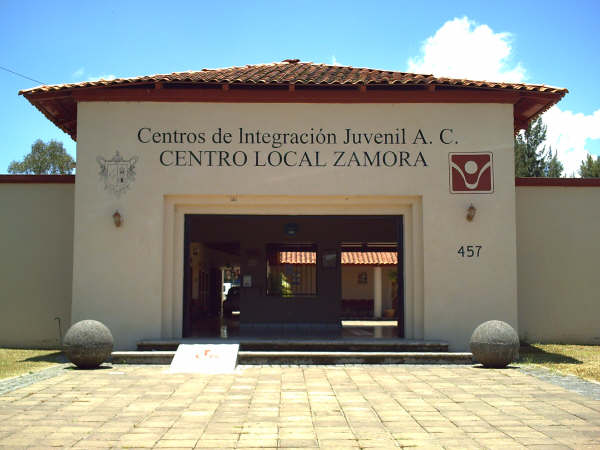 Centros de Integración Juvenil A. C.
CENTRO LOCAL ZAMORA
457